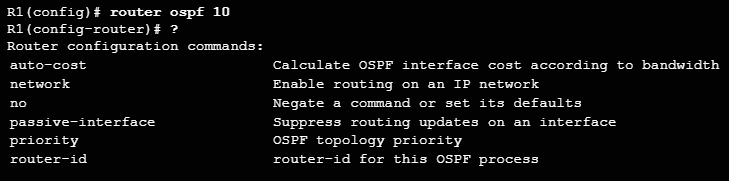 R1(config)# router ospf 10
R1(config-router)# ?
Router configuration commands:
auto-cost Calculate OSPF interface cost according to bandwidth
network Enable routing on an IP network
no Negate a command or set its defaults
passive-interface Suppress routing updates on an interface
priority OSPF topology priority
router-id router-id for this OSPF process